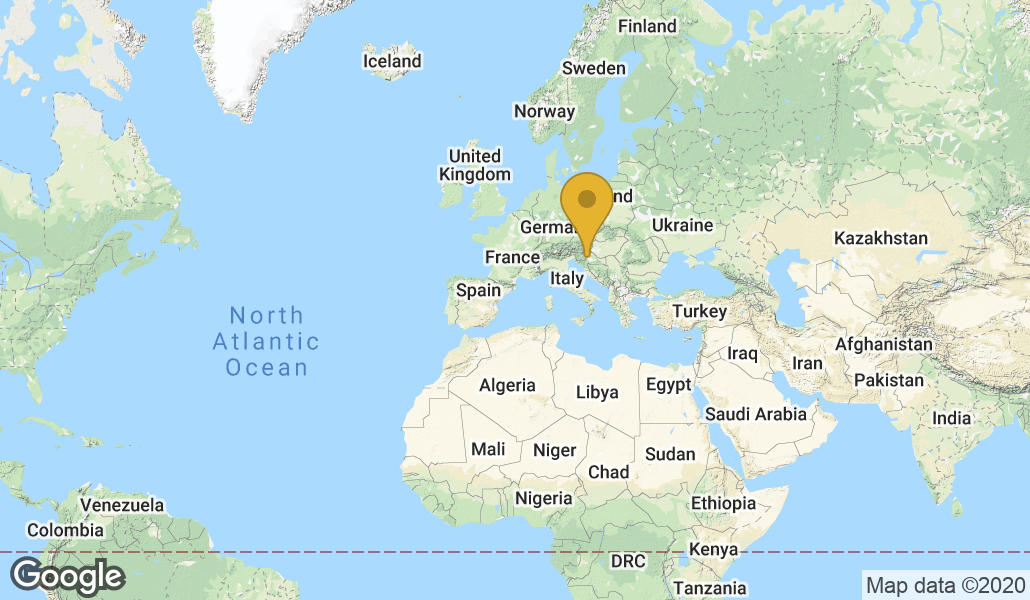 Finland
Iceland
Sweden
Norway
United
Kingdom
nd
Germa
Ukraine
Kazakhstan
France
Italy
Spain
Turkey
North
Atlantic
Ocean
Afghanistan
Iraq
Iran
Pakistan
Algeria
Libya
Egypt
Saudi Arabia
India
Mali
Niger
Sudan
Chad
Nigeria
Ethiopia
Venezuela
Colombia
Kenya
DRC
Tanzania
Google
Map data ©2020